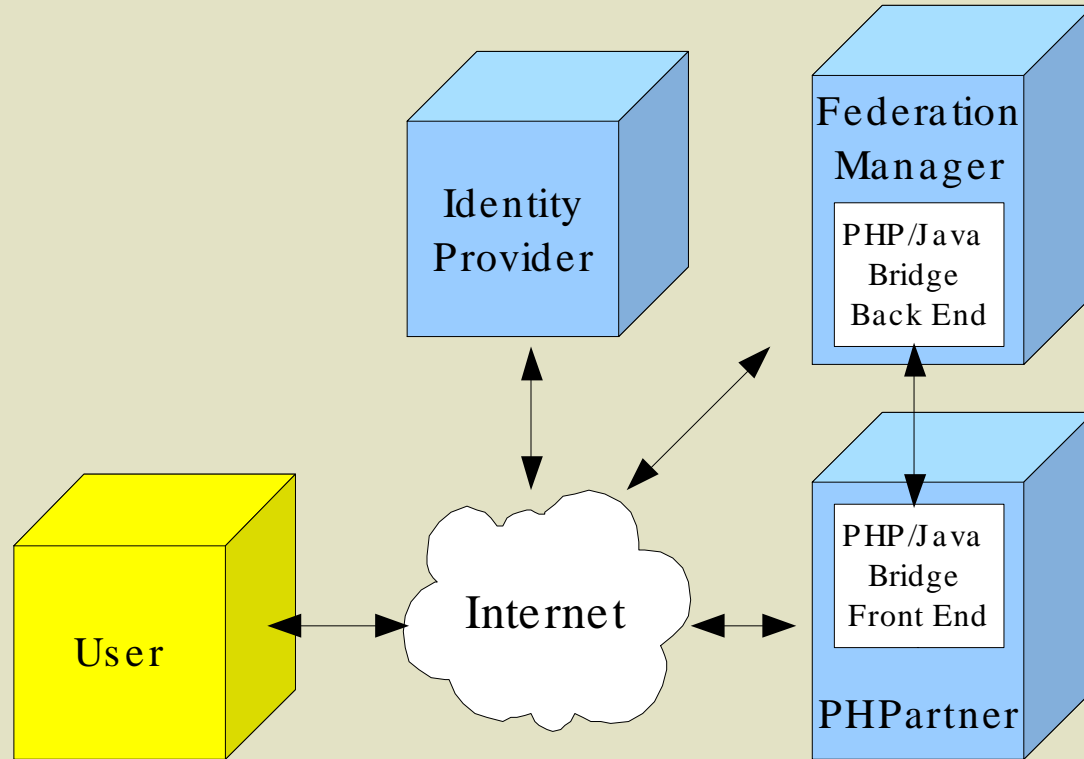 Federation
Manager
PHP/Java
Bridge
Back End
Identity
Provider
PHP/Java
Bridge
Front End
PHPartner
Internet
User